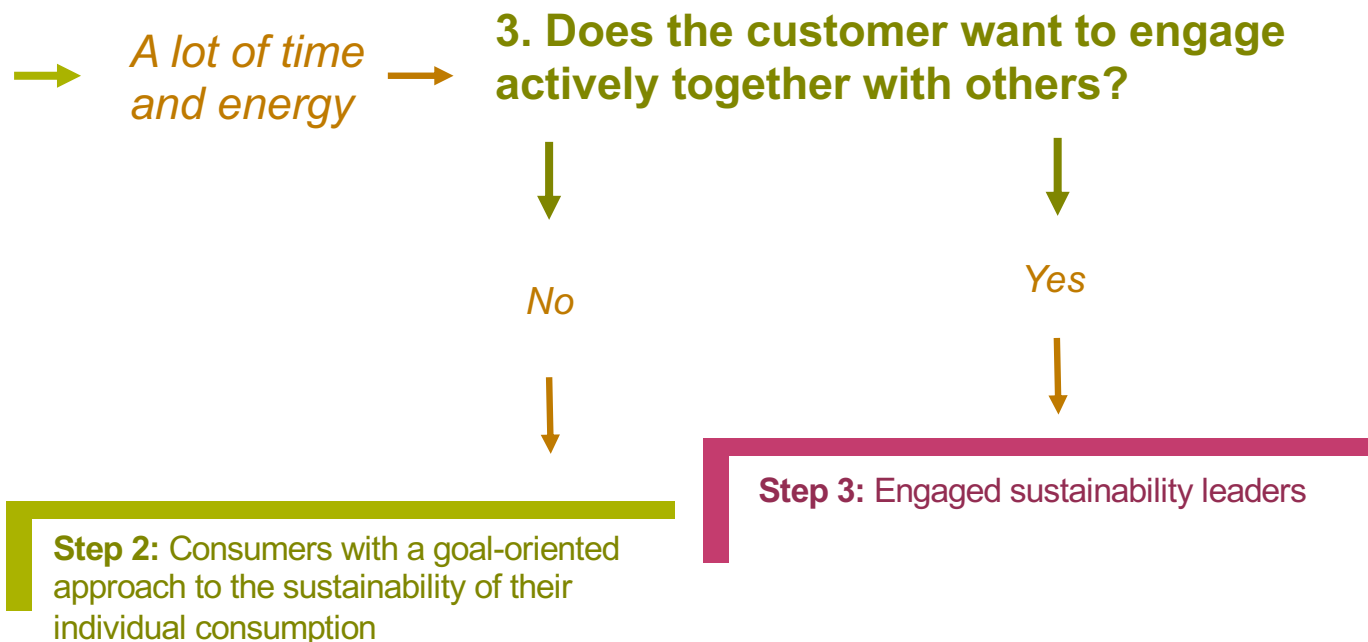 A lot of time
and energy
3. Does the customer want to engage
actively together with others?
No
Yes
Step 3: Engaged sustainability leaders
Step 2: Consumers with a goal-oriented
approach to the sustainability of their
individual consumption